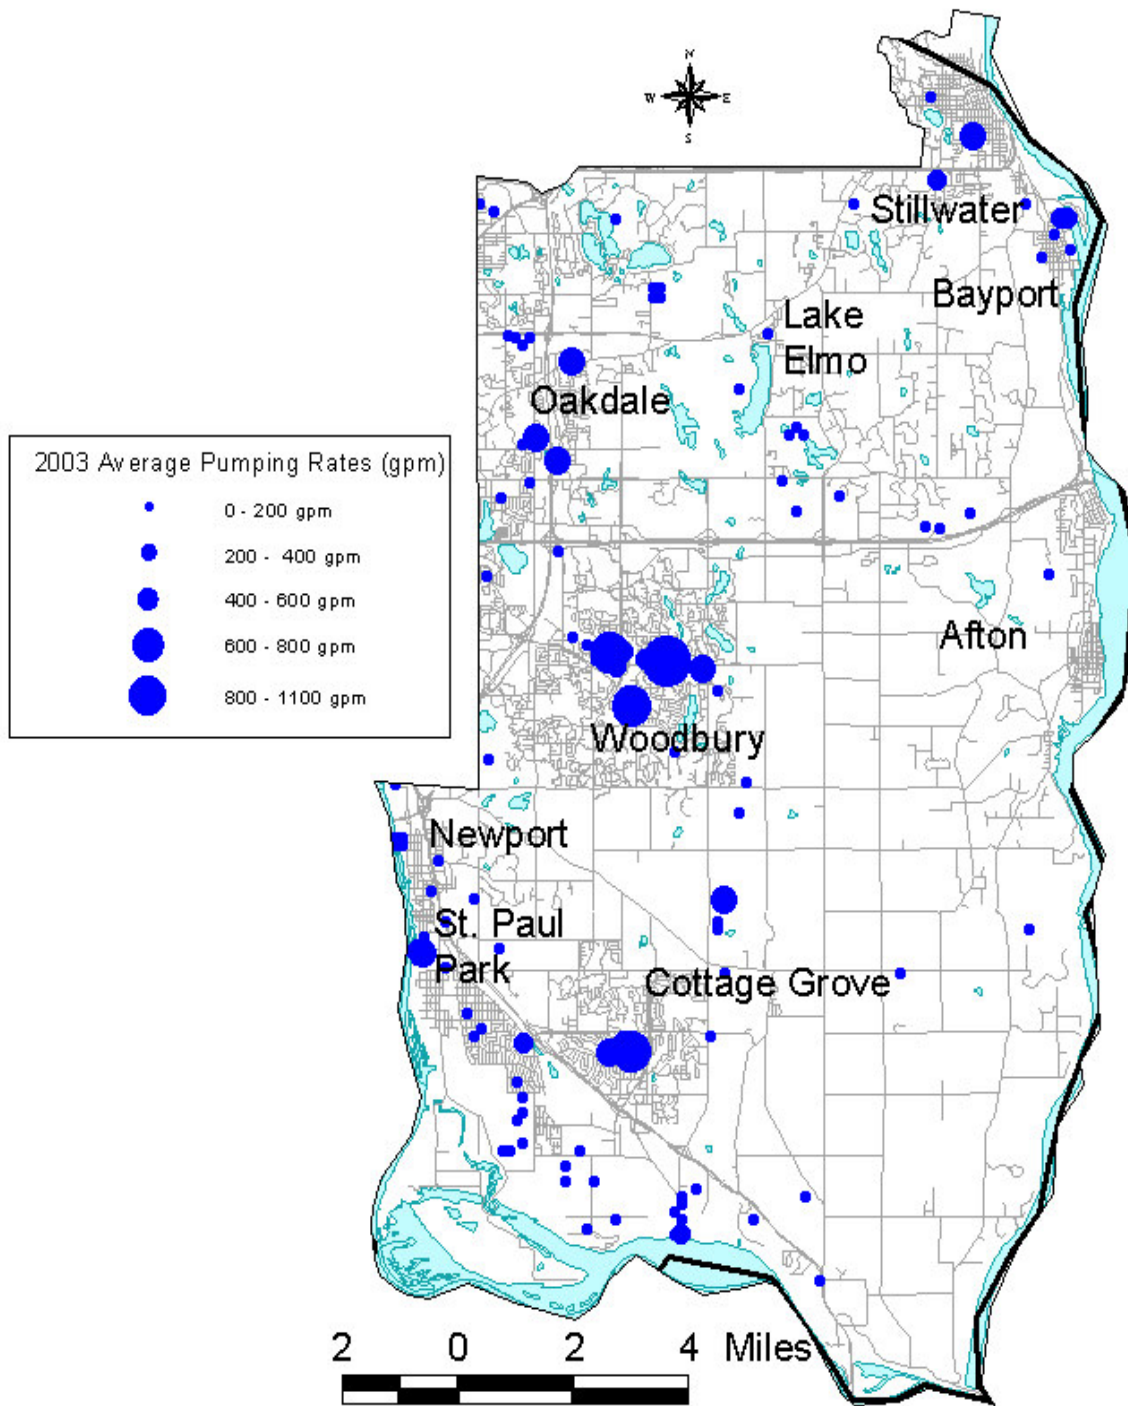 N
W E
S
Stillwater
Bayport
Lake
Elmo
Oakdale
2003 Average Pumping Rates (gpm)
0 - 200 gpm
200 - 400 gpm
400 - 600 gpm
600 - 800 gpm
800 - 1100 gpm
Afton
Woodbury
Newport
St. Paul
Park
Cottage Grove
2 0 2 4 Miles